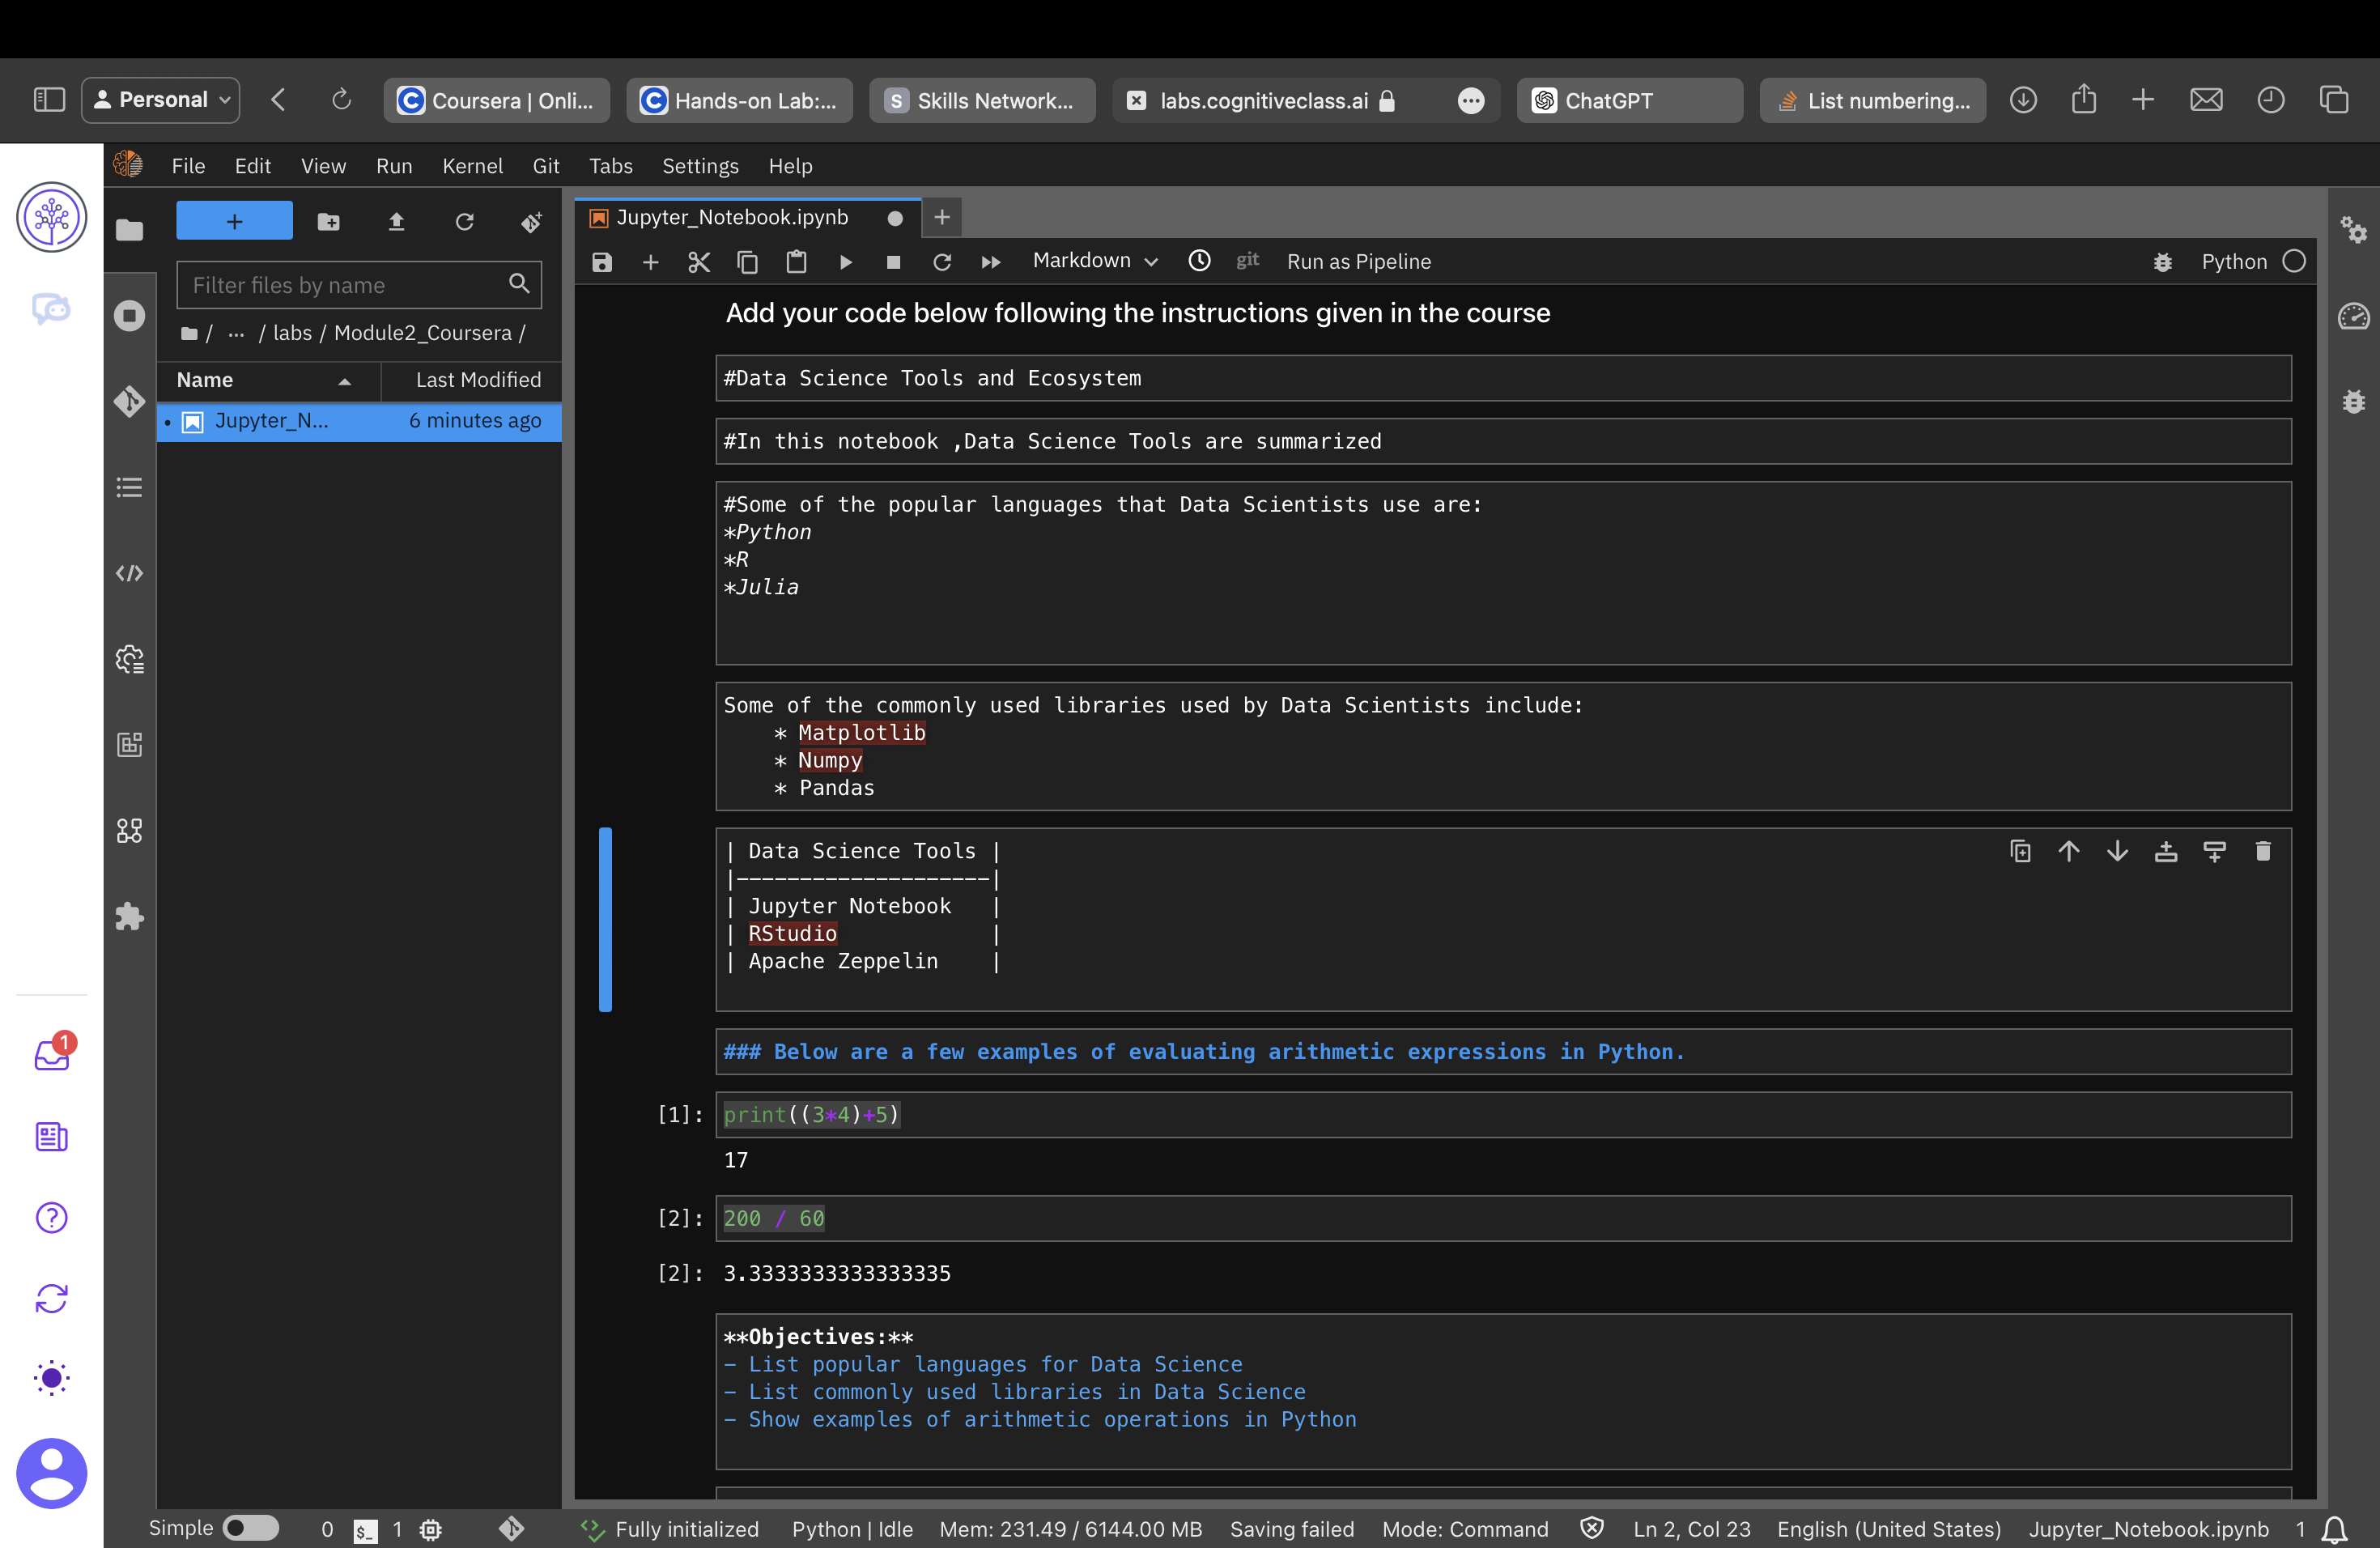 Personal
Coursera | Onli...
Hands-on Lab:...
S Skills Network...
labs.cognitiveclass.ai
ChatGPT
List numbering...
File Edit View Run Kernel Git Tabs Settings Help
+
Filter files by name
/ ... / labs / Module2_Coursera /
Name Last Modified
Jupyter_N... 6 minutes ago
Jupyter_Notebook.ipynb
Markdown
git
Run as Pipeline
Python
Add your code below following the instructions given in the course
#Data Science Tools and Ecosystem
#In this notebook ,Data Science Tools are summarized
#Some of the popular languages that Data Scientists use are:
*Python
*R
*Julia
Some of the commonly used libraries used by Data Scientists include:
* Matplotlib
* Numpy
* Pandas
| Data Science Tools |
|--------------------|
| Jupyter Notebook   |
| RStudio            |
| Apache Zeppelin    |
### Below are a few examples of evaluating arithmetic expressions in Python.
[1]: print((3*4)+5)
17
[2]: 200 / 60
[2]: 3.3333333333333335
**Objectives:**
- List popular languages for Data Science
- List commonly used libraries in Data Science
- Show examples of arithmetic operations in Python
1
Simple 0 $_ 1 Fully initialized Python | Idle Mem: 231.49 / 6144.00 MB Saving failed Mode: Command Ln 2, Col 23 English (United States) Jupyter_Notebook.ipynb 1